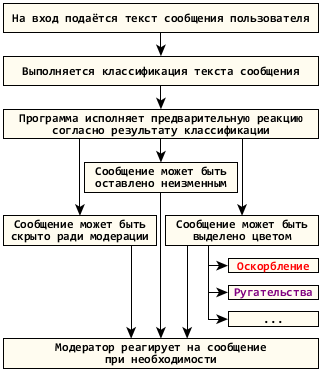 На вход подаётся текст сообщения пользователя
Выполняется классификация текста сообщения
Программа исполняет предварительную реакцию
согласно результату классификации
Сообщение может быть
оставлено неизменным
Сообщение может быть
скрыто ради модерации
Сообщение может быть
выделено цветом
Оскорбление
Ругательства
...
Модератор реагирует на сообщение
при необходимости